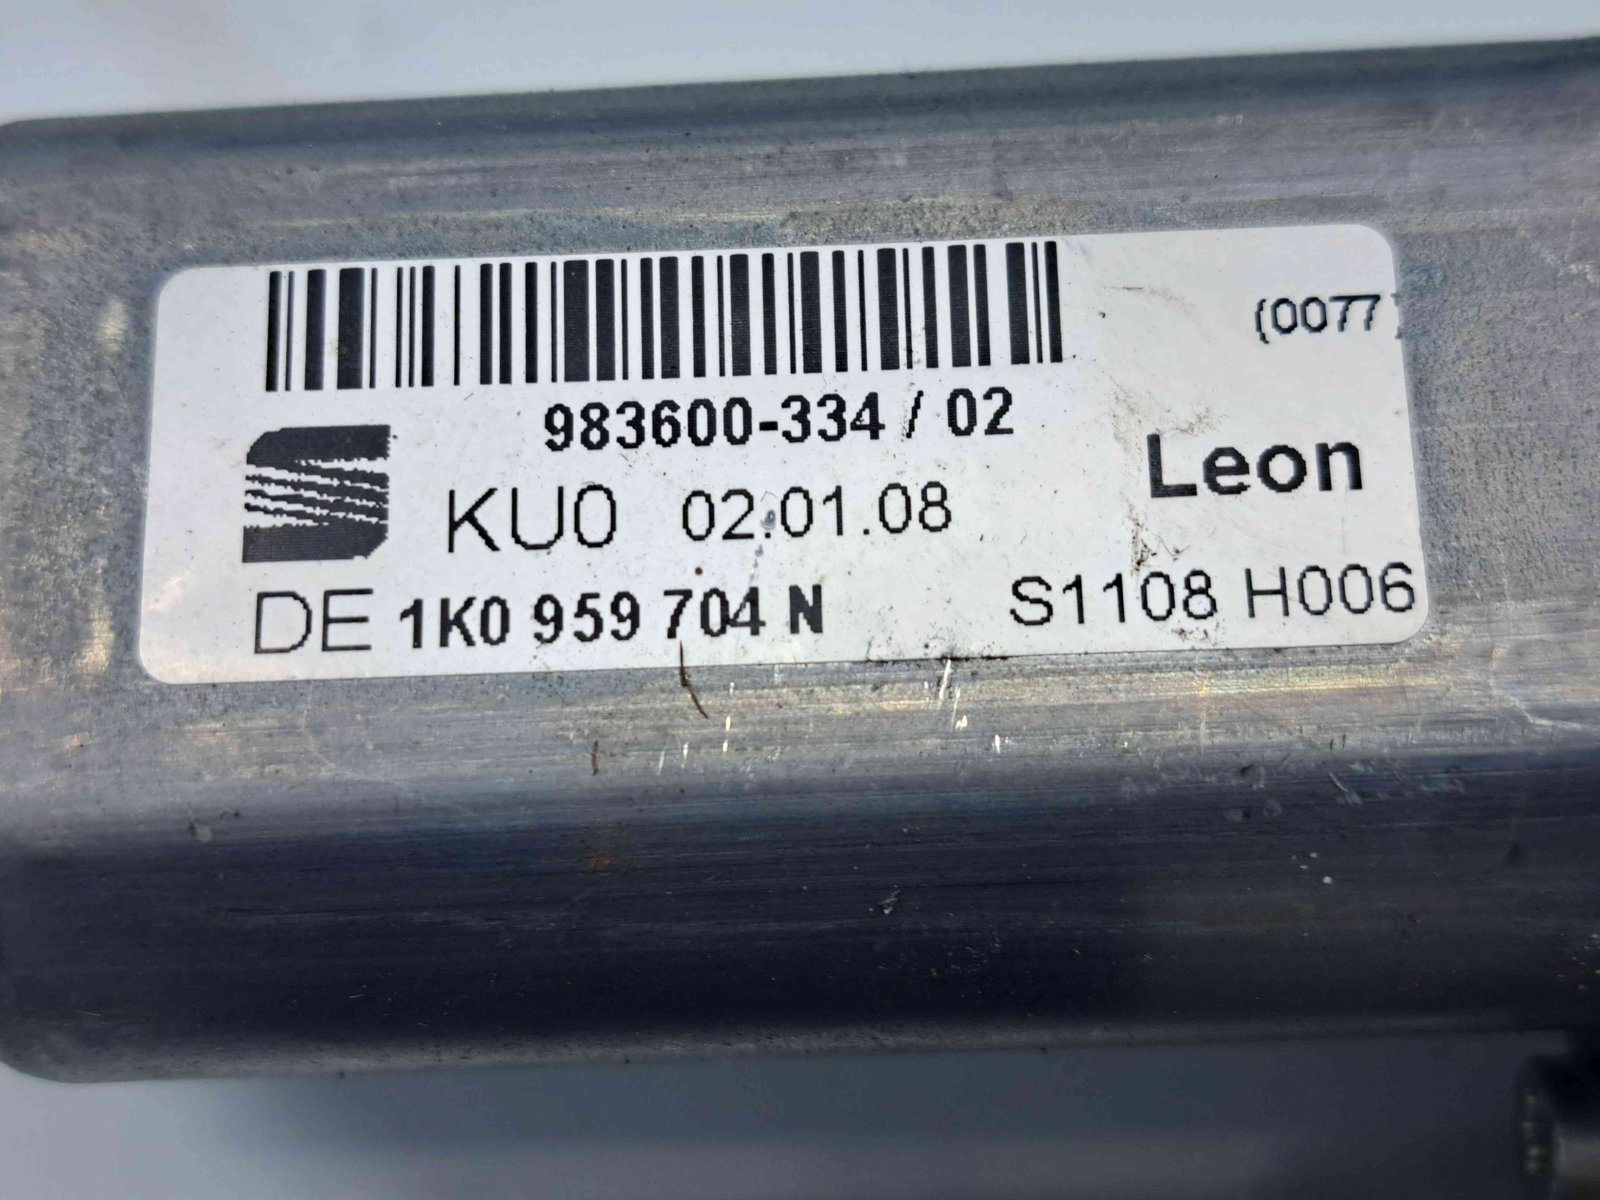 {0077}
983600-334 / 02
Leon
KU0 02.01.08
DE 1K0 959 704 N
S1108 H006